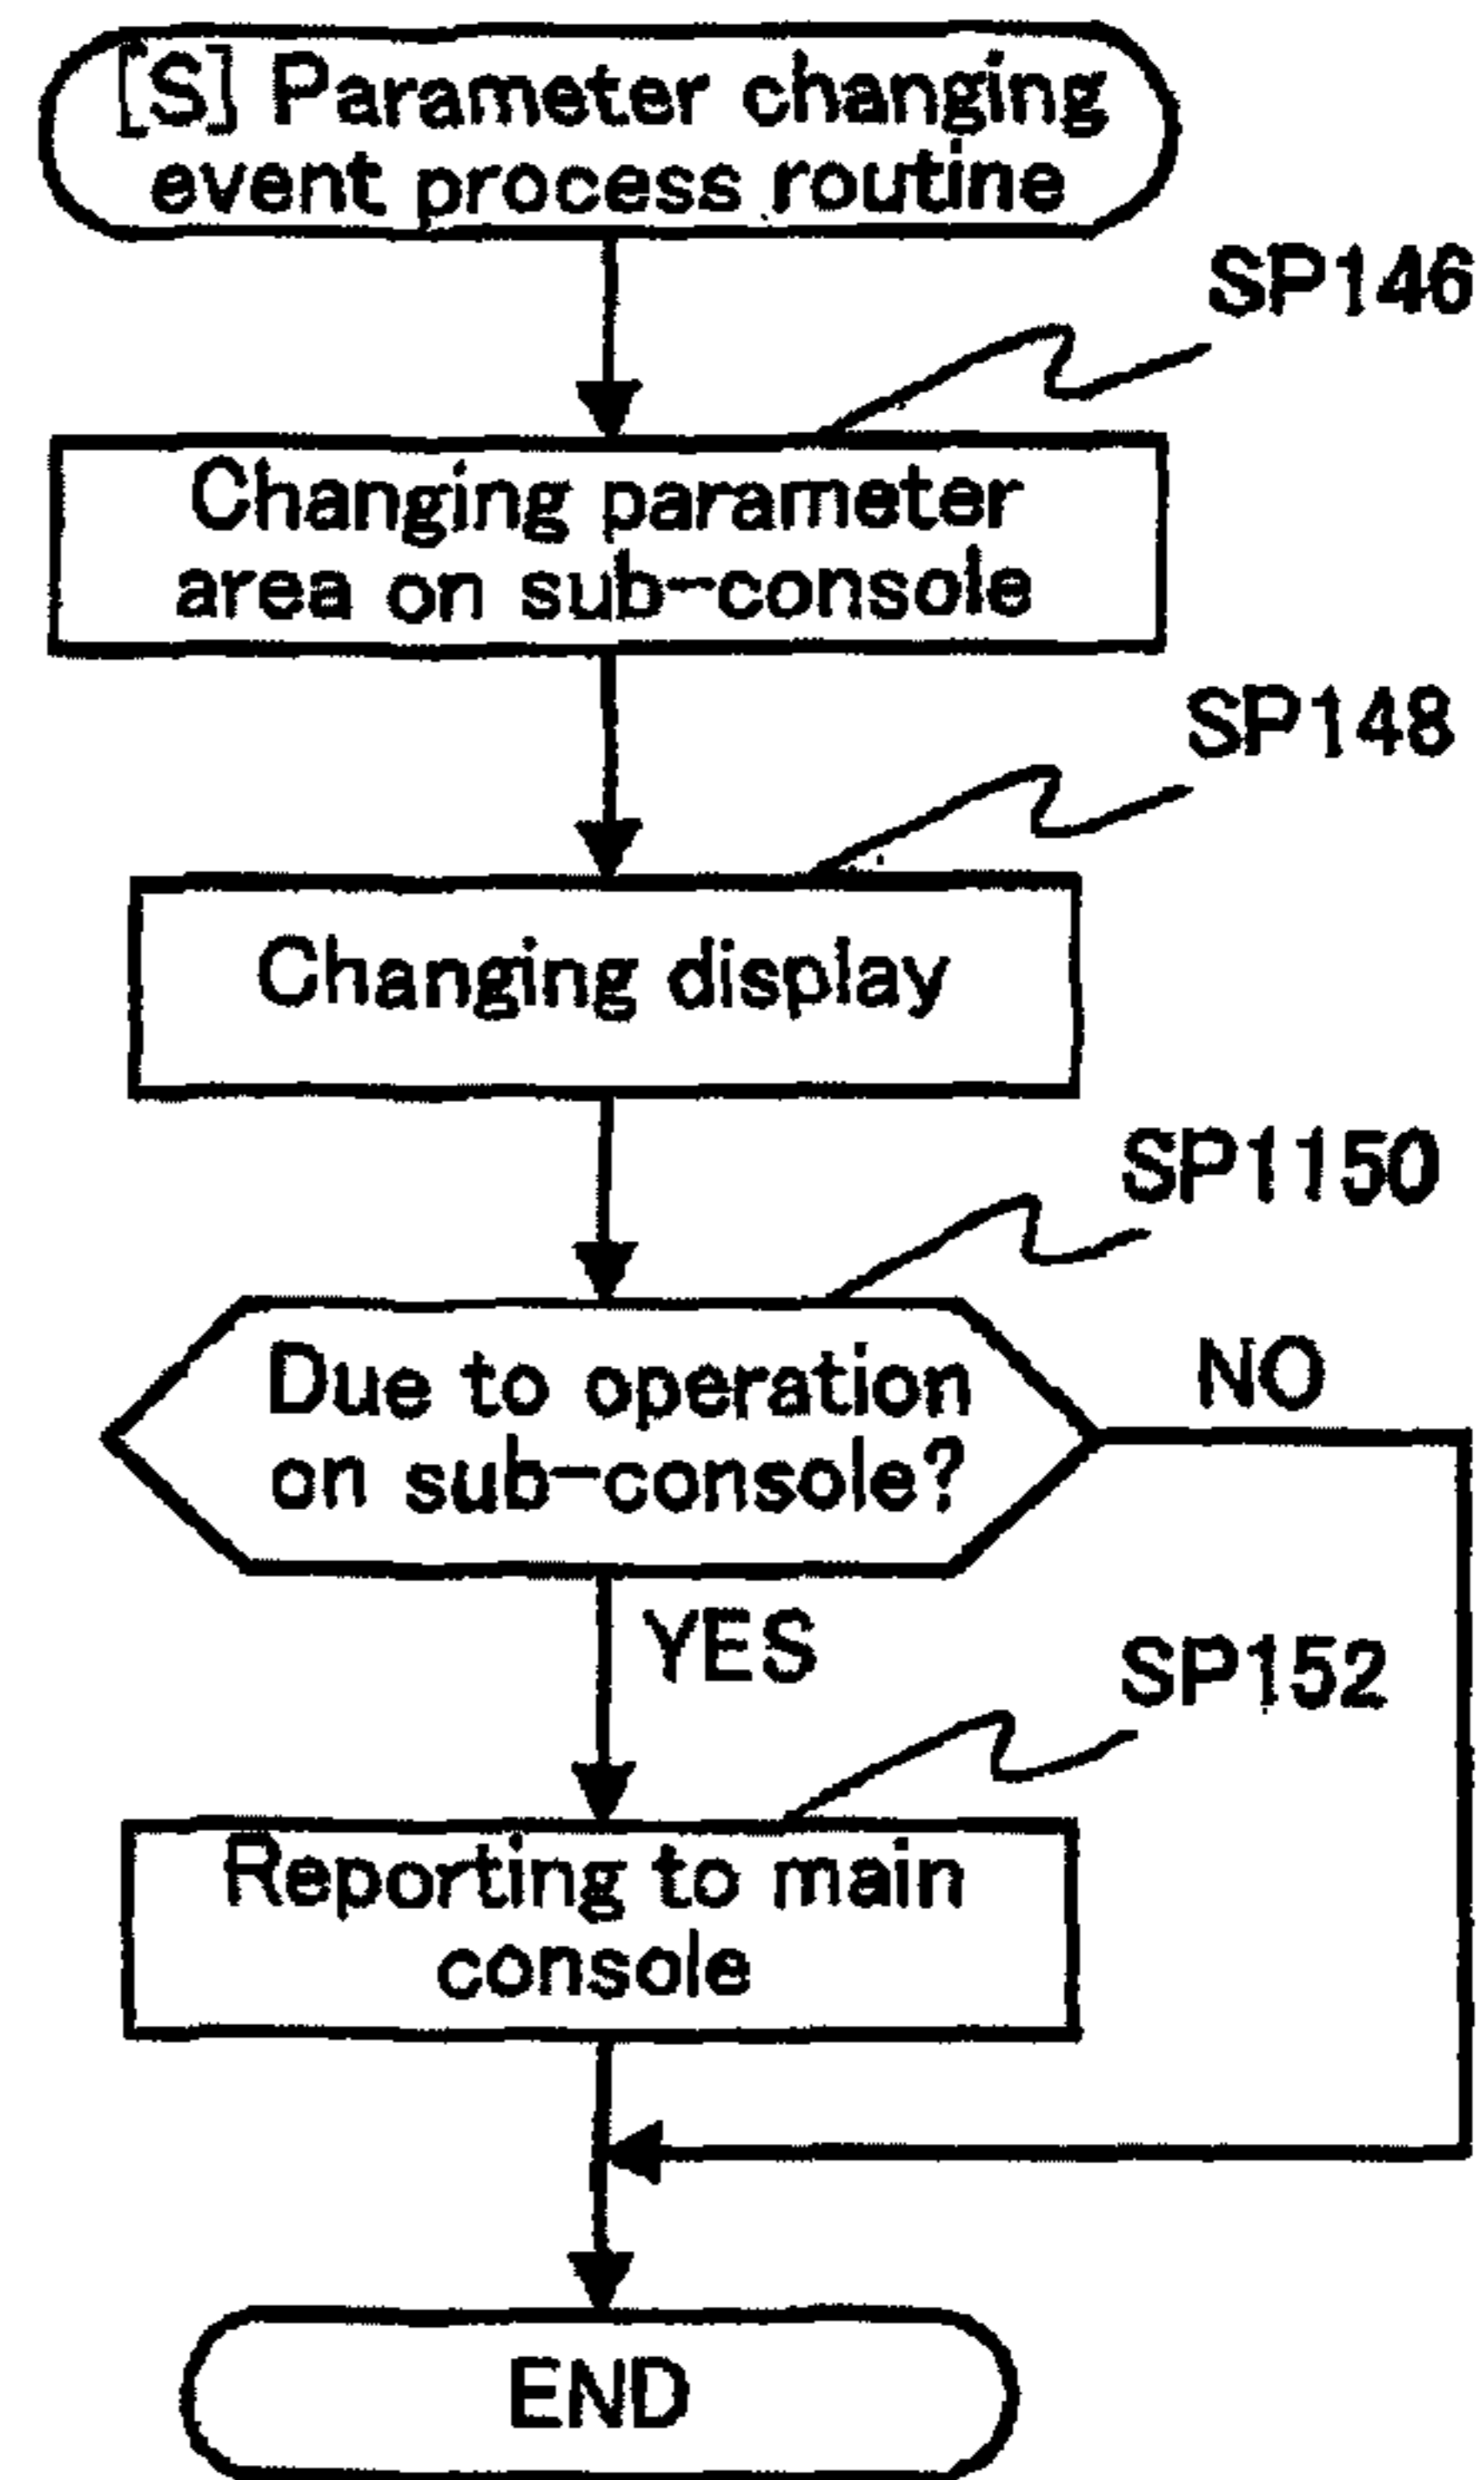 [S] Parameter changing
event process routine
SP146
Changing parameter
area on sub-console
SP148
Changing display
SP1150
Due to operation
on sub-console?
NO
YES
SP152
Reporting to main
console
END